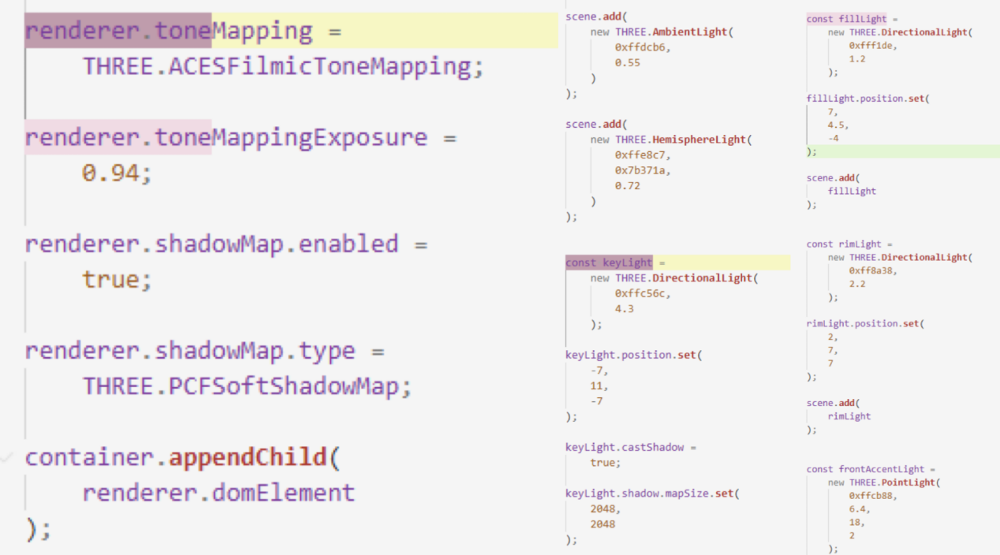 renderer.toneMapping =
THREE.ACESFilmicToneMapping;
renderer.toneMappingExposure =
0.94;
renderer.shadowMap.enabled =
true;
renderer.shadowMap.type =
THREE.PCFSoftShadowMap;
container.appendChild(
renderer.domElement
);
scene.add(
new THREE.AmbientLight(
0xffdcb6,
0.55
)
);
scene.add(
new THREE.HemisphereLight(
0xffe8c7,
0x7b371a,
0.72
)
);
const keyLight =
new THREE.DirectionalLight(
0xffc56c,
4.3
);
keyLight.position.set(
-7,
11,
-7
);
keyLight.castShadow =
true;
keyLight.shadow.mapSize.set(
2048,
2048
);
const fillLight =
new THREE.DirectionalLight(
0xfff1de,
1.2
);
fillLight.position.set(
7,
4.5,
-4
);
scene.add(
fillLight
);
const rimLight =
new THREE.DirectionalLight(
0xff8a38,
2.2
);
rimLight.position.set(
2,
7,
7
);
scene.add(
rimLight
);
const frontAccentLight =
new THREE.PointLight(
0xffcb88,
6.4,
18,
2
);